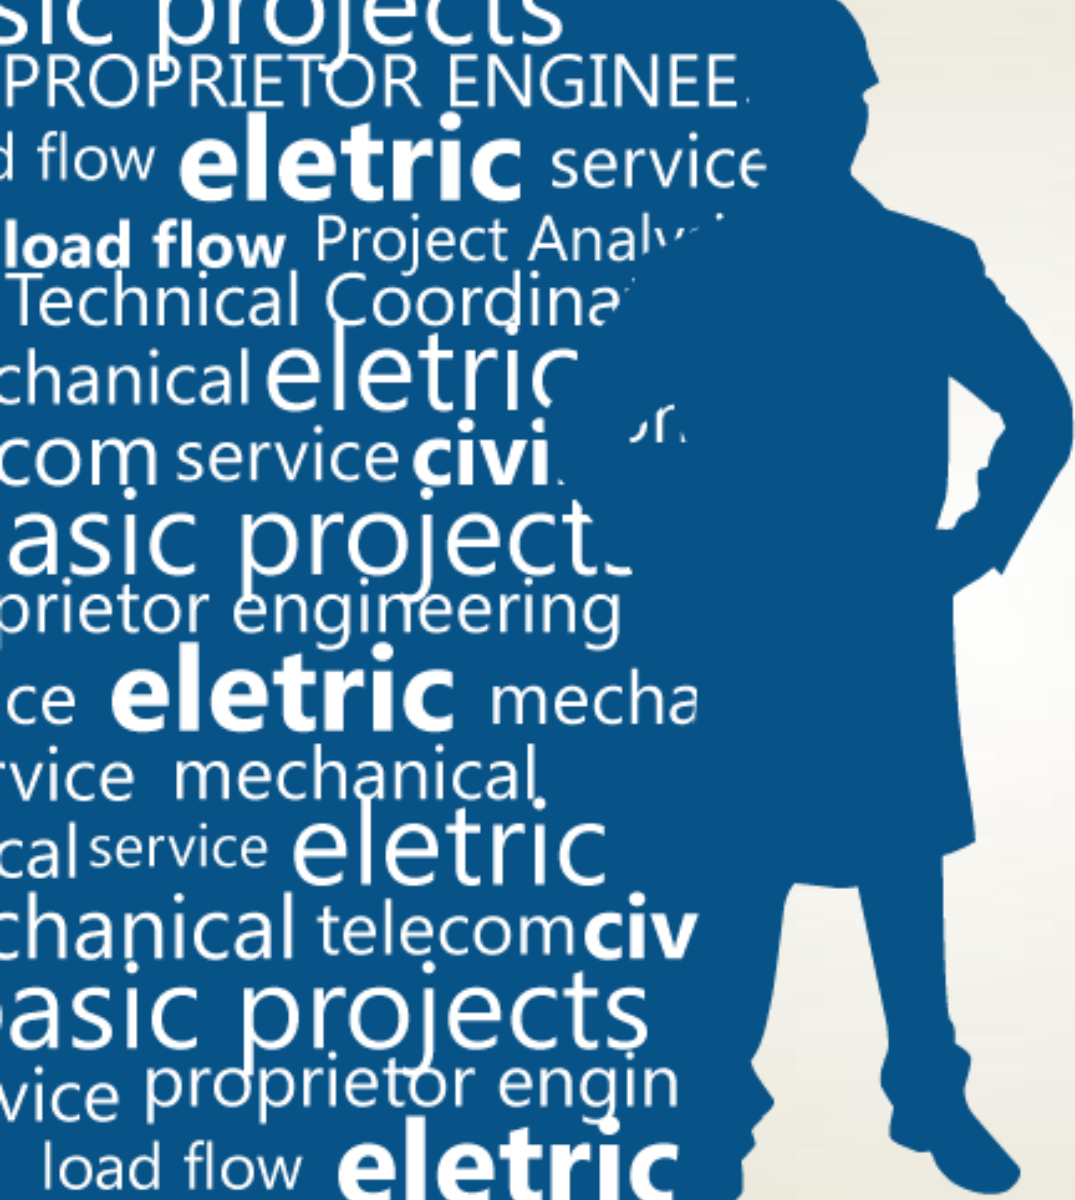 sic projects
PROPRIETOR ENGINEE
d flow eletric service
load flow Project Analy
Technical Coordina
chanical eletric
com service civi
asic projects
prietor engineering
ce eletric mecha
rvice mechanical
cal service eletric
chanical telecom civ
basic projects
vice proprietor engin
load flow eletric